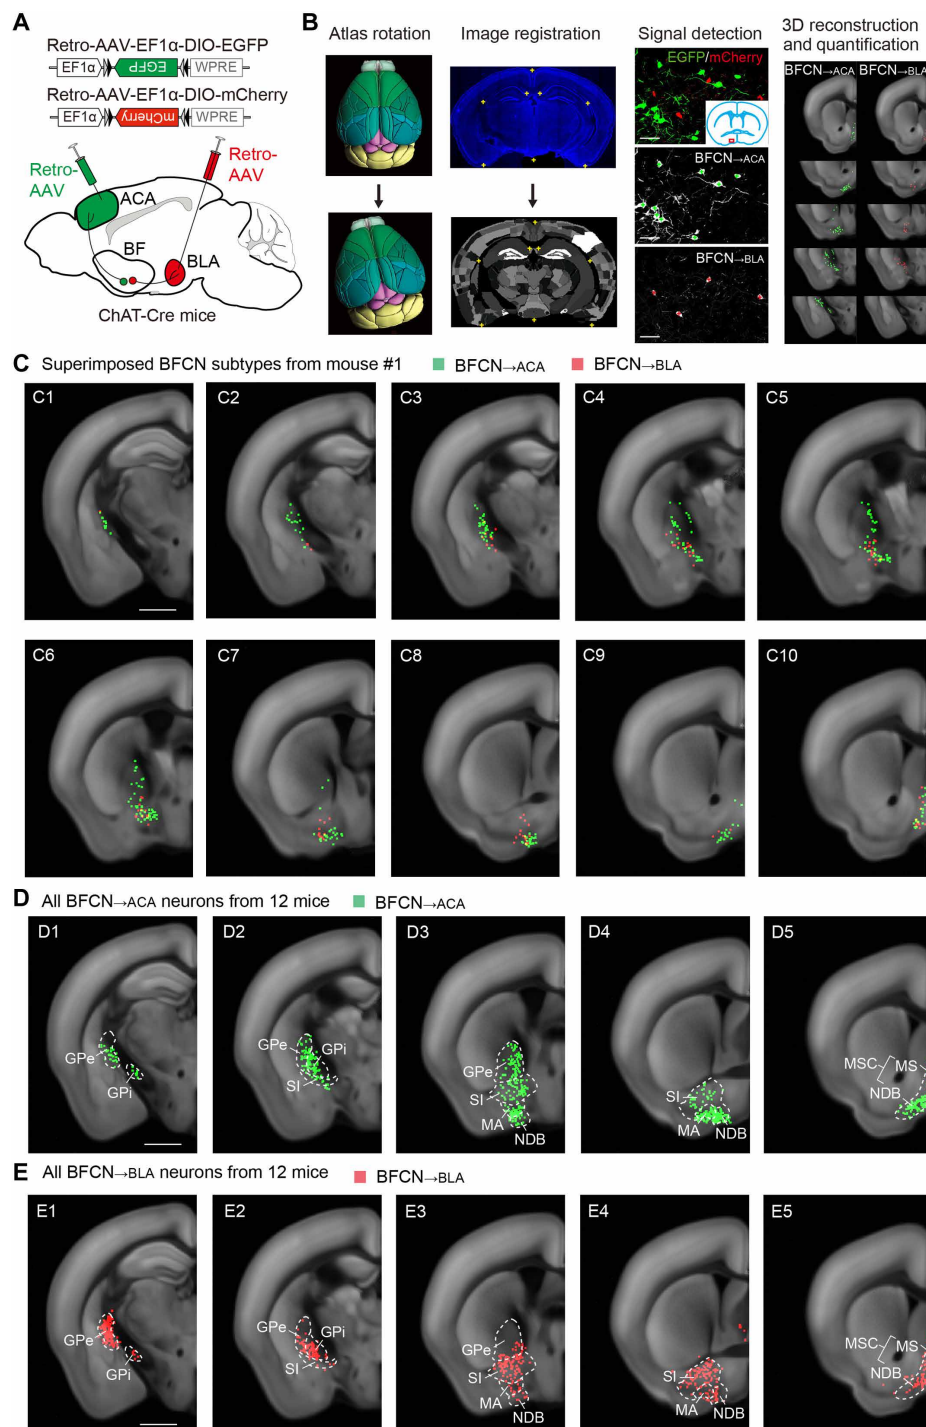 A
Retro-AAV-EF1α-DIO-EGFP
EF1α EGFP WPRE
Retro-AAV-EF1α-DIO-mCherry
EF1α mCherry WPRE
Retro-
AAV
Retro-
AAV
ACA
BF
BLA
ChAT-Cre mice
B
Atlas rotation
Image registration
Signal detection
EGFP/mCherry
BFCN→ACA
BFCN→BLA
3D reconstruction
and quantification
BFCN→ACA BFCN→BLA
C Superimposed BFCN subtypes from mouse #1 BFCN→ACA BFCN→BLA
C1 C2 C3 C4 C5
C6 C7 C8 C9 C10
D All BFCN→ACA neurons from 12 mice BFCN→ACA
D1
GPe
GPi
D2
GPe
GPi
SI
D3
GPe
SI
MA
NDB
D4
SI
MA
NDB
D5
MSC
MS
NDB
E All BFCN→BLA neurons from 12 mice BFCN→BLA
E1
GPe
GPi
E2
GPe
GPi
SI
E3
GPe
SI
MA
NDB
E4
SI
MA
NDB
E5
MSC
MS
NDB